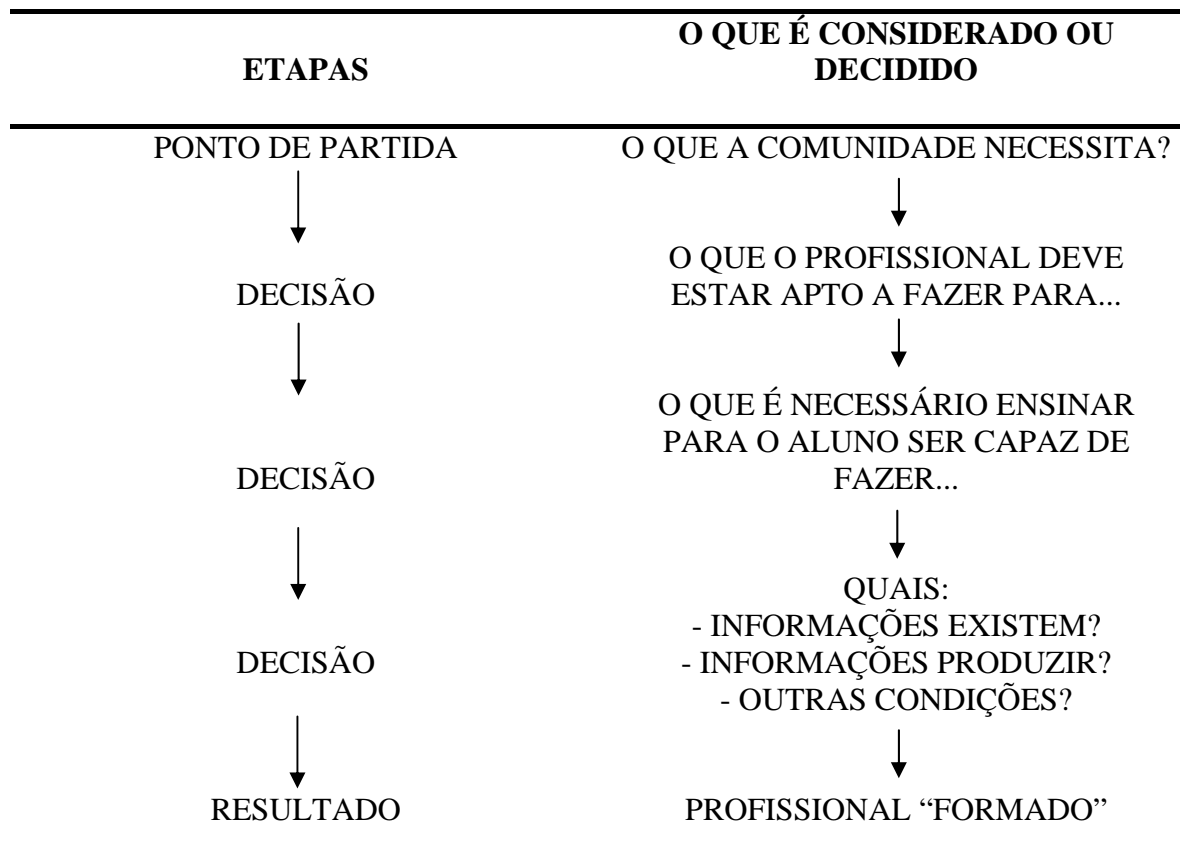 ETAPAS
O QUE É CONSIDERADO OU
DECIDIDO
PONTO DE PARTIDA
O QUE A COMUNIDADE NECESSITA?
DECISÃO
O QUE O PROFISSIONAL DEVE
ESTAR APTO A FAZER PARA...
DECISÃO
O QUE É NECESSÁRIO ENSINAR
PARA O ALUNO SER CAPAZ DE
FAZER...
DECISÃO
QUAIS:
- INFORMAÇÕES EXISTEM?
- INFORMAÇÕES PRODUZIR?
- OUTRAS CONDIÇÕES?
RESULTADO
PROFISSIONAL “FORMADO”